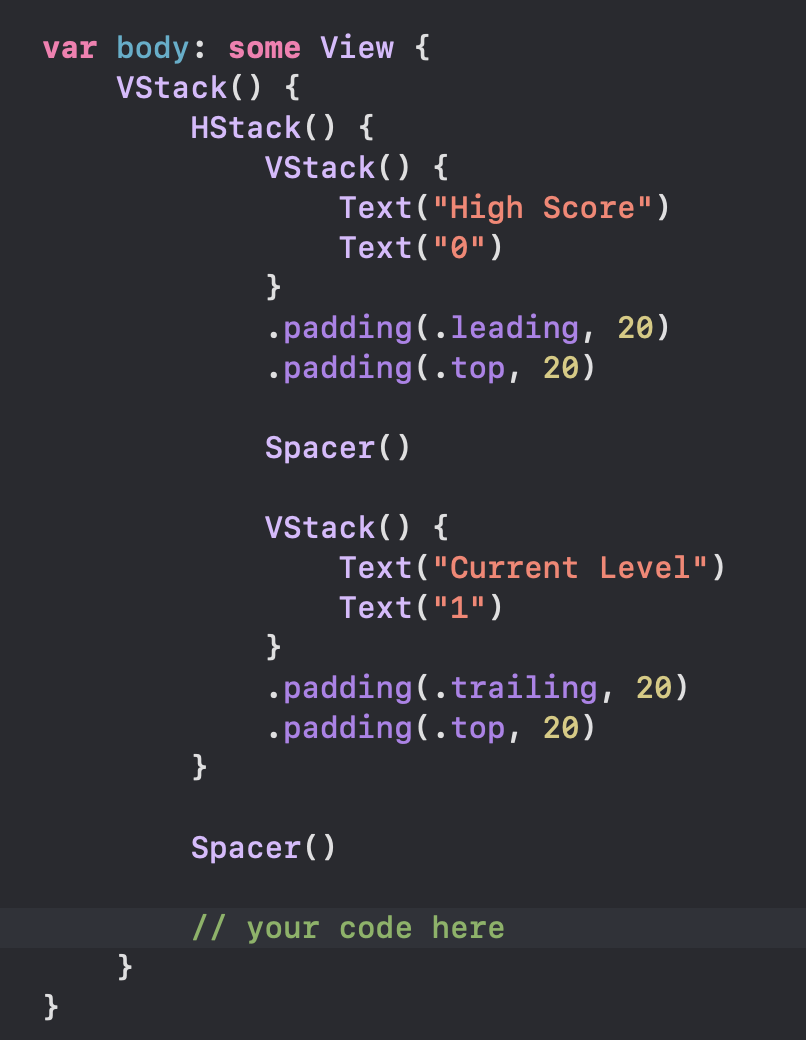 var body: some View {
    VStack() {
        HStack() {
            VStack() {
                Text("High Score")
                Text("0")
            }
            .padding(.leading, 20)
            .padding(.top, 20)

            Spacer()

            VStack() {
                Text("Current Level")
                Text("1")
            }
            .padding(.trailing, 20)
            .padding(.top, 20)
        }

        Spacer()

        // your code here
    }
}